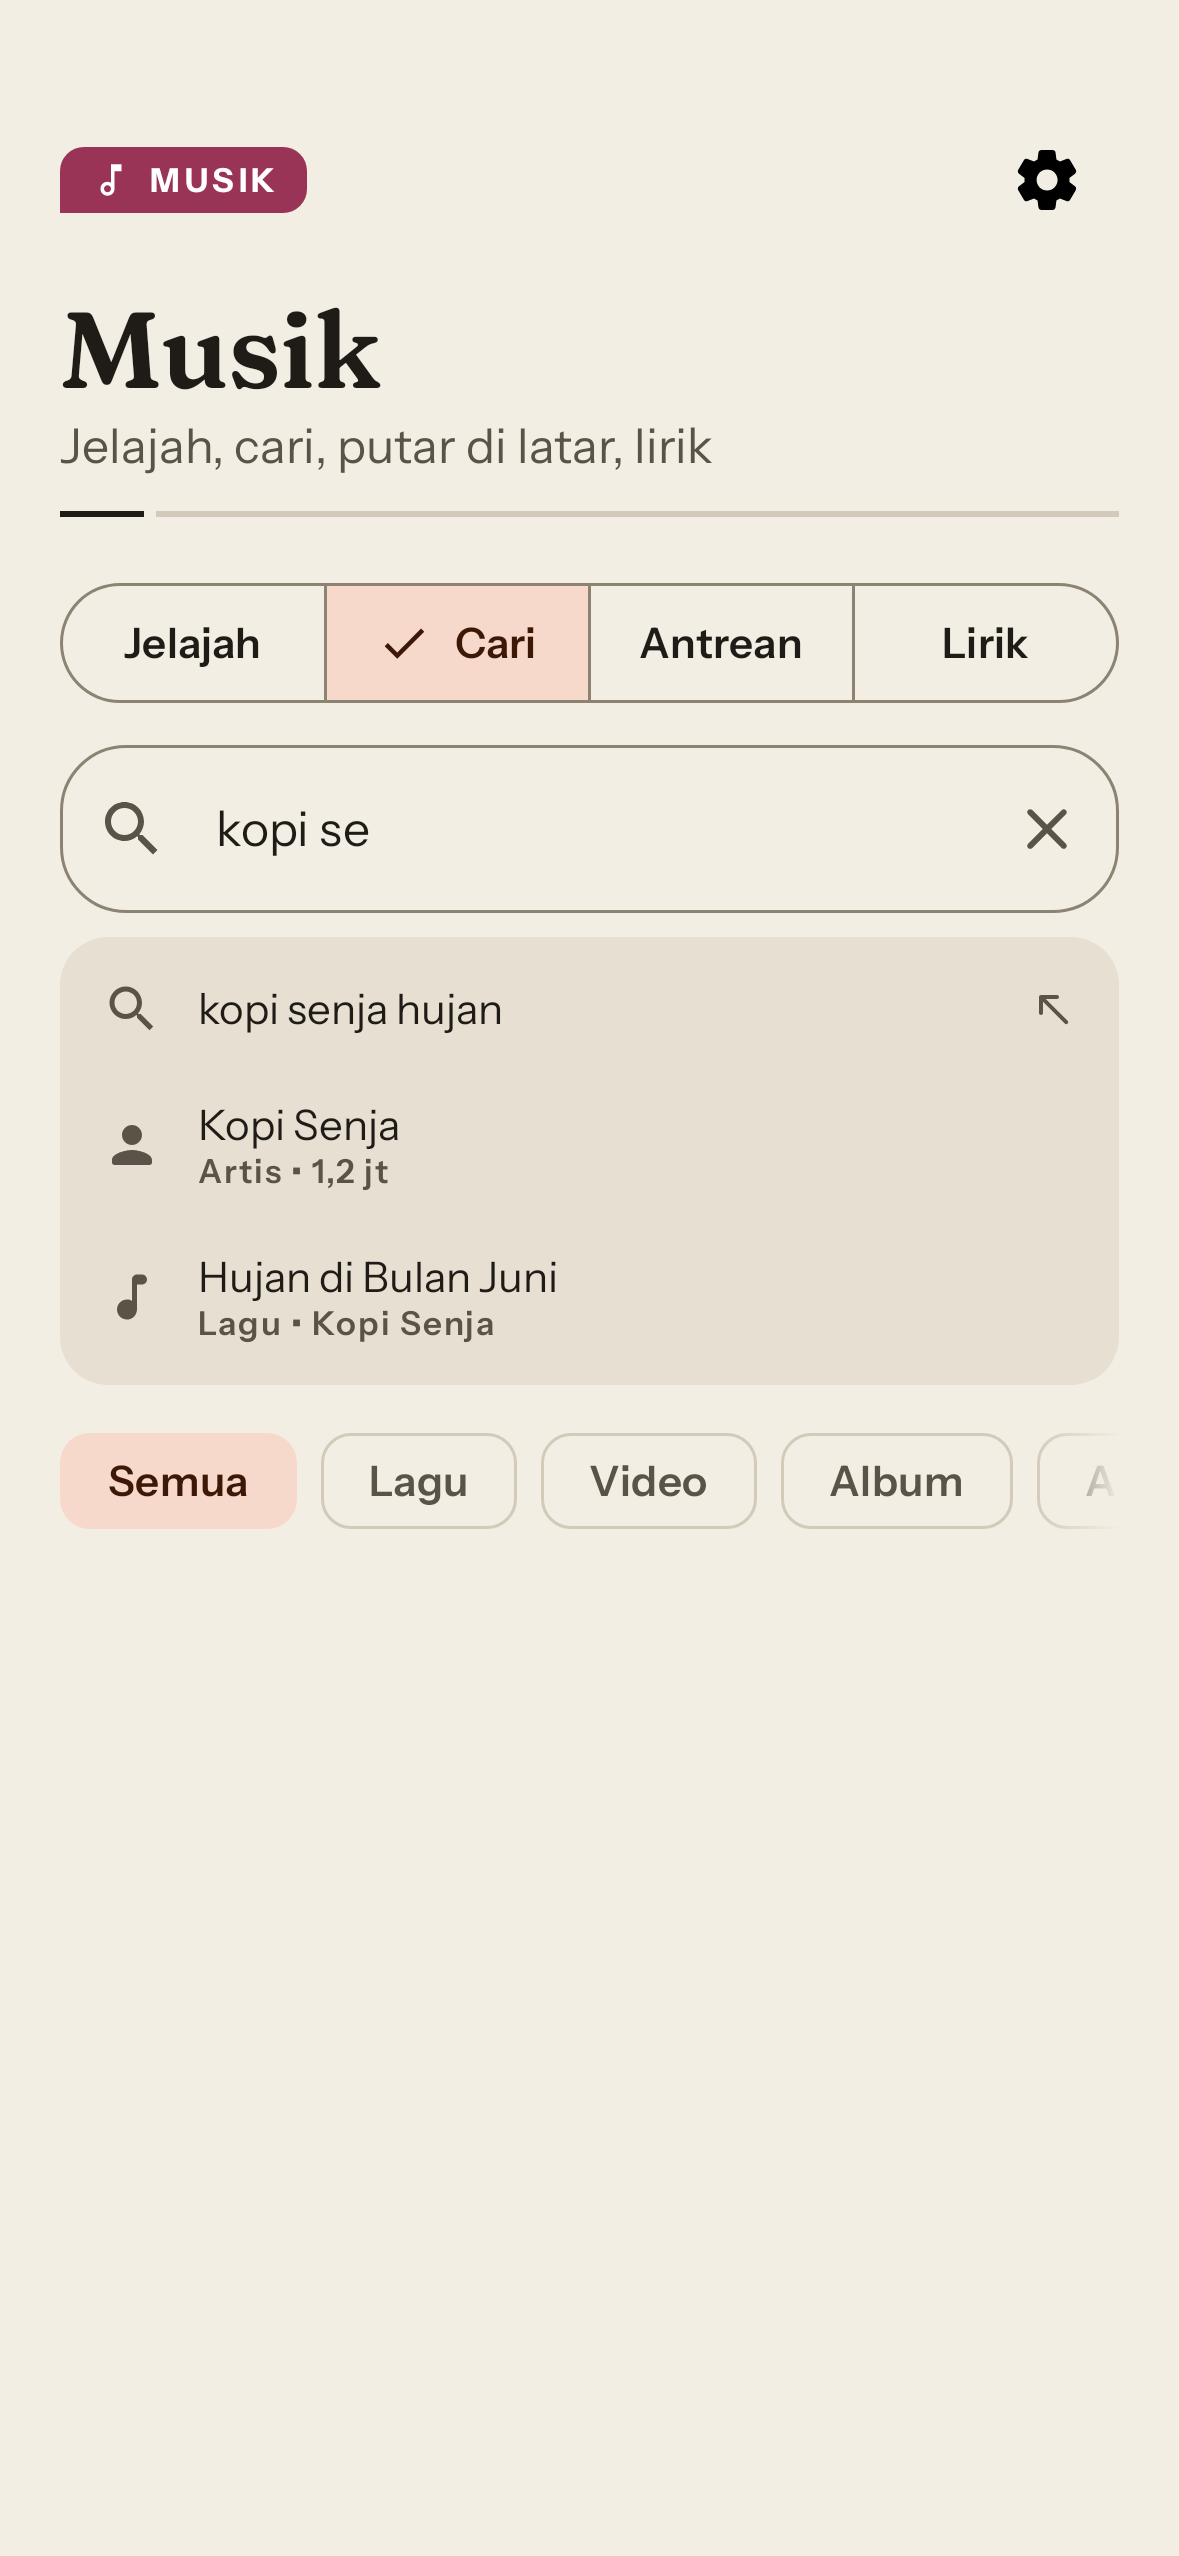 MUSIK
Musik
Jelajah, cari, putar di latar, lirik
Jelajah Cari Antrean Lirik
kopi se
kopi senja hujan
Kopi Senja
Artis • 1,2 jt
Hujan di Bulan Juni
Lagu • Kopi Senja
Semua Lagu Video Album